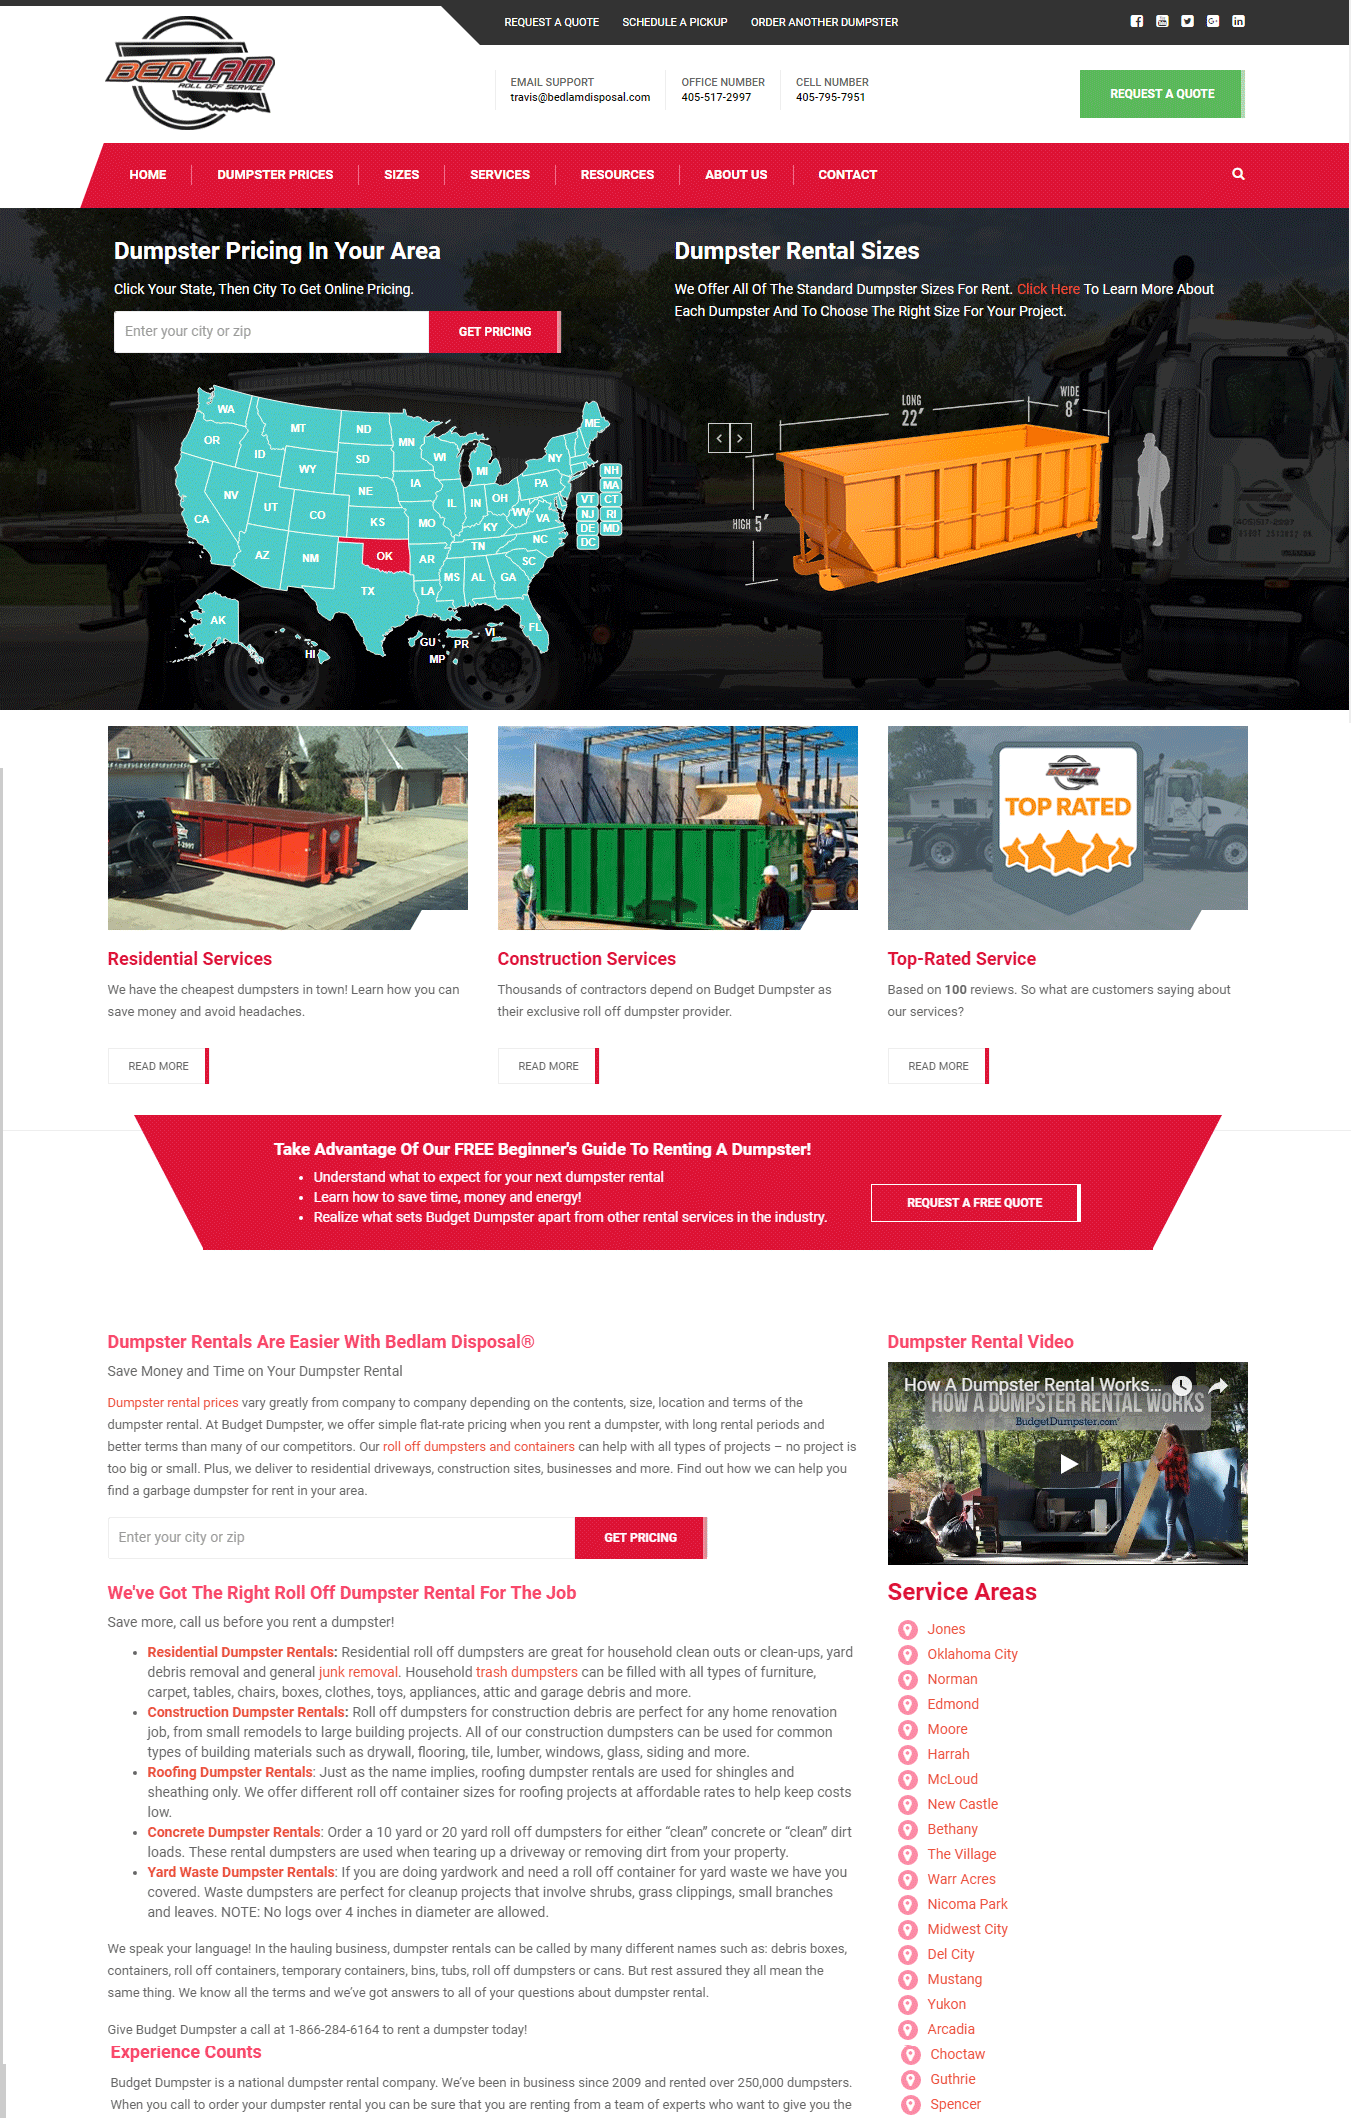 REQUEST A QUOTE SCHEDULE A PICKUP ORDER ANOTHER DUMPSTER
BEDLAM
ROLL OFF SERVICE
EMAIL SUPPORT OFFICE NUMBER CELL NUMBER
travis@bedlamdisposal.com 405-517-2997 405-795-7951
REQUEST A QUOTE
HOME DUMPSTER PRICES SIZES SERVICES RESOURCES ABOUT US CONTACT
Dumpster Pricing In Your Area
Click Your State, Then City To Get Online Pricing.
Enter your city or zip GET PRICING
WA MT ND MN ME
OR ID SD WI NY
WY MI NH
NE IA PA MA
NV IL IN OH VT CT
UT CO WV NJ RI
CA KS MO KY VA DE MD
NC DC
AZ NM OK AR TN SC
MS AL GA
TX LA
AK FL
HI GU PR VI
MP
Dumpster Rental Sizes
We Offer All Of The Standard Dumpster Sizes For Rent. Click Here To Learn More About
Each Dumpster And To Choose The Right Size For Your Project.
LONG
22'
WIDE
8'
HIGH 5'
(405)517-2997
BEDLAM
TOP RATED
Residential Services
We have the cheapest dumpsters in town! Learn how you can
save money and avoid headaches.
READ MORE
Construction Services
Thousands of contractors depend on Budget Dumpster as
their exclusive roll off dumpster provider.
READ MORE
Top-Rated Service
Based on 100 reviews. So what are customers saying about
our services?
READ MORE
Take Advantage Of Our FREE Beginner's Guide To Renting A Dumpster!
• Understand what to expect for your next dumpster rental
• Learn how to save time, money and energy!
• Realize what sets Budget Dumpster apart from other rental services in the industry.
REQUEST A FREE QUOTE
Dumpster Rentals Are Easier With Bedlam Disposal®
Save Money and Time on Your Dumpster Rental
Dumpster rental prices vary greatly from company to company depending on the contents, size, location and terms of the
dumpster rental. At Budget Dumpster, we offer simple flat-rate pricing when you rent a dumpster, with long rental periods and
better terms than many of our competitors. Our roll off dumpsters and containers can help with all types of projects – no project is
too big or small. Plus, we deliver to residential driveways, construction sites, businesses and more. Find out how we can help you
find a garbage dumpster for rent in your area.
Enter your city or zip GET PRICING
We've Got The Right Roll Off Dumpster Rental For The Job
Save more, call us before you rent a dumpster!
• Residential Dumpster Rentals: Residential roll off dumpsters are great for household clean outs or clean-ups, yard
debris removal and general junk removal. Household trash dumpsters can be filled with all types of furniture,
carpet, tables, chairs, boxes, clothes, toys, appliances, attic and garage debris and more.
• Construction Dumpster Rentals: Roll off dumpsters for construction debris are perfect for any home renovation
job, from small remodels to large building projects. All of our construction dumpsters can be used for common
types of building materials such as drywall, flooring, tile, lumber, windows, glass, siding and more.
• Roofing Dumpster Rentals: Just as the name implies, roofing dumpster rentals are used for shingles and
sheathing only. We offer different roll off container sizes for roofing projects at affordable rates to help keep costs
low.
• Concrete Dumpster Rentals: Order a 10 yard or 20 yard roll off dumpsters for either “clean” concrete or “clean” dirt
loads. These rental dumpsters are used when tearing up a driveway or removing dirt from your property.
• Yard Waste Dumpster Rentals: If you are doing yardwork and need a roll off container for yard waste we have you
covered. Waste dumpsters are perfect for cleanup projects that involve shrubs, grass clippings, small branches
and leaves. NOTE: No logs over 4 inches in diameter are allowed.
We speak your language! In the hauling business, dumpster rentals can be called by many different names such as: debris boxes,
containers, roll off containers, temporary containers, bins, tubs, roll off dumpsters or cans. But rest assured they all mean the
same thing. We know all the terms and we've got answers to all of your questions about dumpster rental.
Give Budget Dumpster a call at 1-866-284-6164 to rent a dumpster today!
Experience Counts
Budget Dumpster is a national dumpster rental company. We've been in business since 2009 and rented over 250,000 dumpsters.
When you call to order your dumpster rental you can be sure that you are renting from a team of experts who want to give you the
Dumpster Rental Video
How A Dumpster Rental Works...
HOW A DUMPSTER RENTAL WORKS
BudgetDumpster.com
Service Areas
Jones
Oklahoma City
Norman
Edmond
Moore
Harrah
McLoud
New Castle
Bethany
The Village
Warr Acres
Nicoma Park
Midwest City
Del City
Mustang
Yukon
Arcadia
Choctaw
Guthrie
Spencer